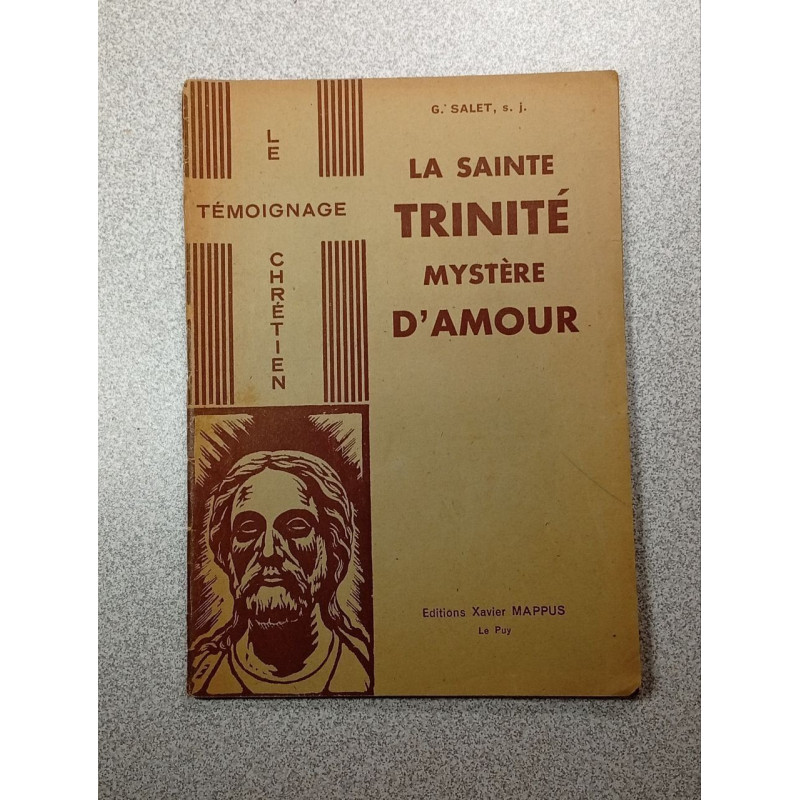 LE
TÉMOIGNAGE
CHRÉTIEN
G. SALET, s. j.
LA SAINTE
TRINITÉ
MYSTÈRE
D'AMOUR
Editions Xavier MAPPUS
Le Puy